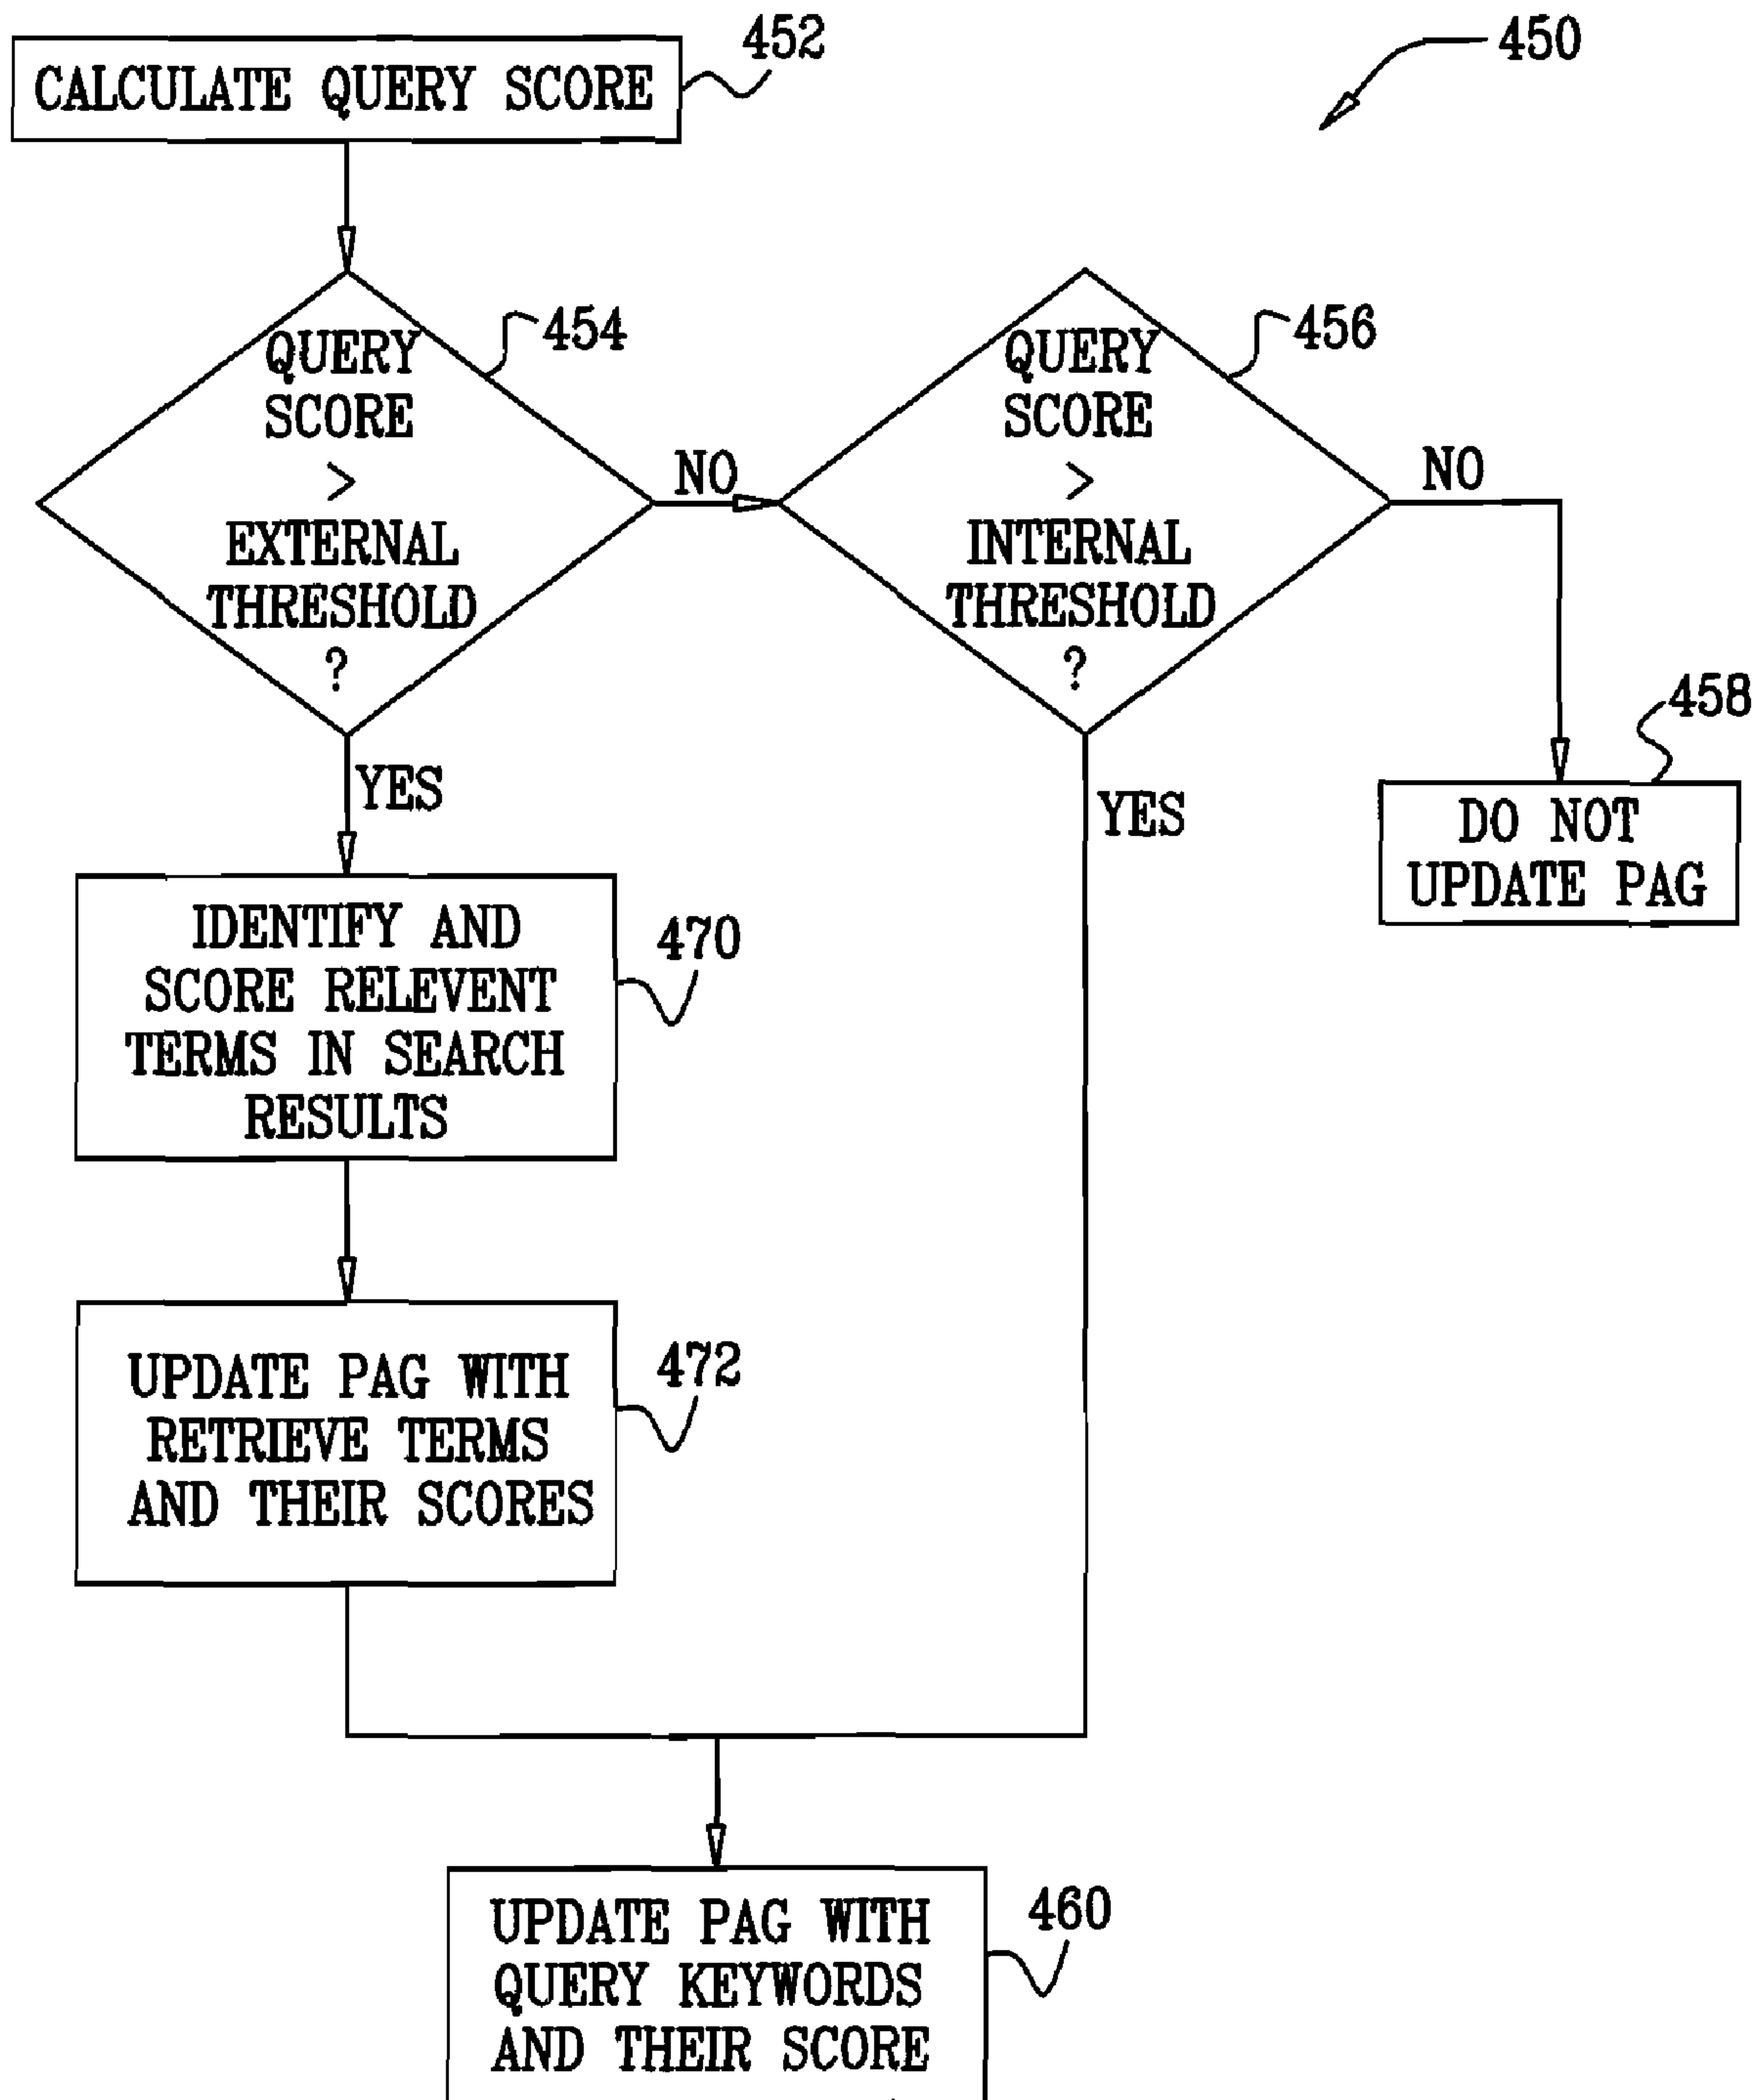 CALCULATE QUERY SCORE
452
450
QUERY
SCORE
>
EXTERNAL
THRESHOLD
?
454
NO
QUERY
SCORE
>
INTERNAL
THRESHOLD
?
456
NO
YES
YES
458
DO NOT
UPDATE PAG
IDENTIFY AND
SCORE RELEVENT
TERMS IN SEARCH
RESULTS
470
UPDATE PAG WITH
RETRIEVE TERMS
AND THEIR SCORES
472
UPDATE PAG WITH
QUERY KEYWORDS
AND THEIR SCORE
460